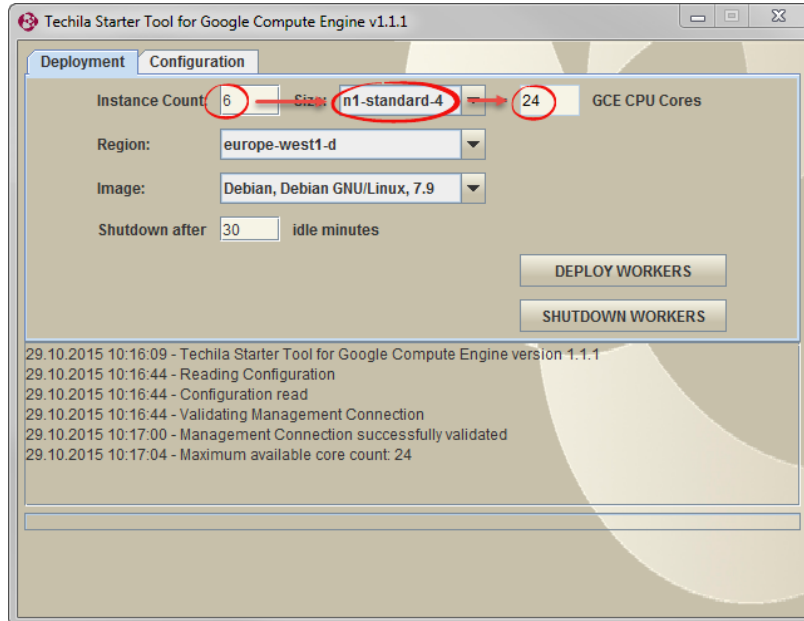 Techila Starter Tool for Google Compute Engine v1.1.1
Deployment Configuration
Instance Count: 6 Size: n1-standard-4 24 GCE CPU Cores
Region: europe-west1-d
Image: Debian, Debian GNU/Linux, 7.9
Shutdown after 30 idle minutes
DEPLOY WORKERS
SHUTDOWN WORKERS
29.10.2015 10:16:09 - Techila Starter Tool for Google Compute Engine version 1.1.1
29.10.2015 10:16:44 - Reading Configuration
29.10.2015 10:16:44 - Configuration read
29.10.2015 10:16:44 - Validating Management Connection
29.10.2015 10:17:00 - Management Connection successfully validated
29.10.2015 10:17:04 - Maximum available core count: 24